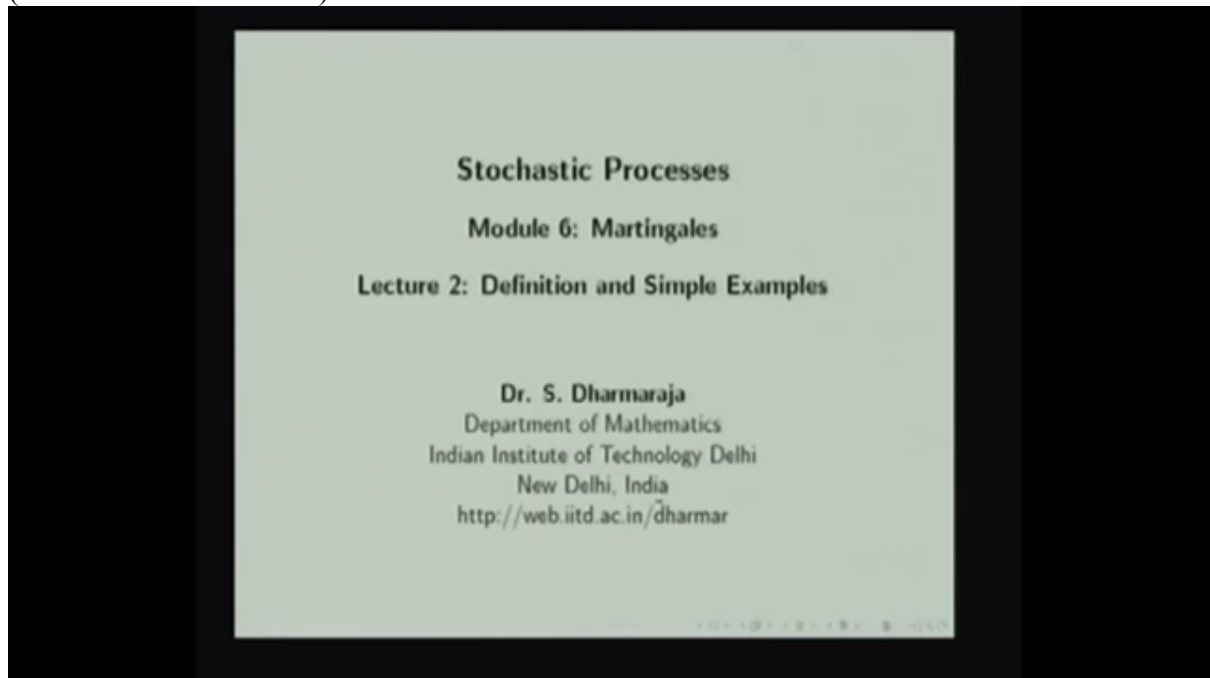 Stochastic Processes
Module 6: Martingales
Lecture 2: Definition and Simple Examples
Dr. S. Dharmaraja
Department of Mathematics
Indian Institute of Technology Delhi
New Delhi, India
http://web.iitd.ac.in/d̃harmar